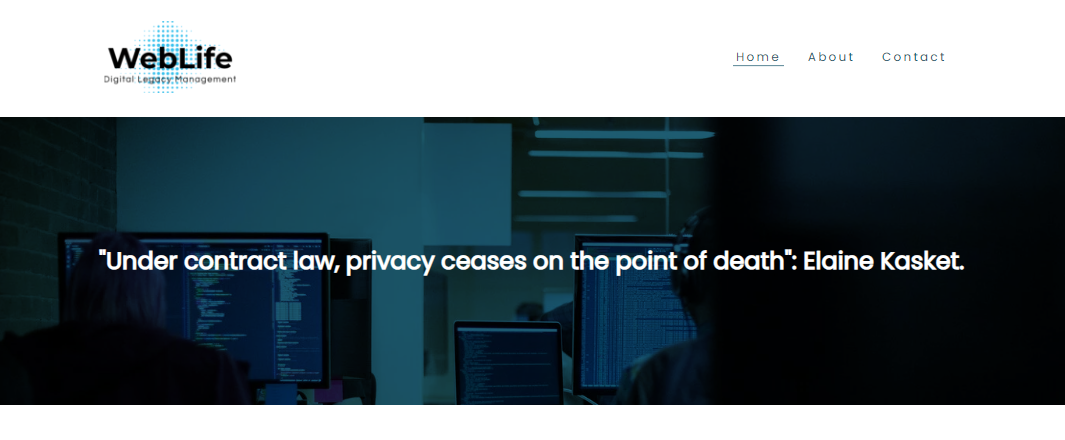 WebLife
Digital Legacy Management
Home About Contact
"Under contract law, privacy ceases on the point of death": Elaine Kasket.